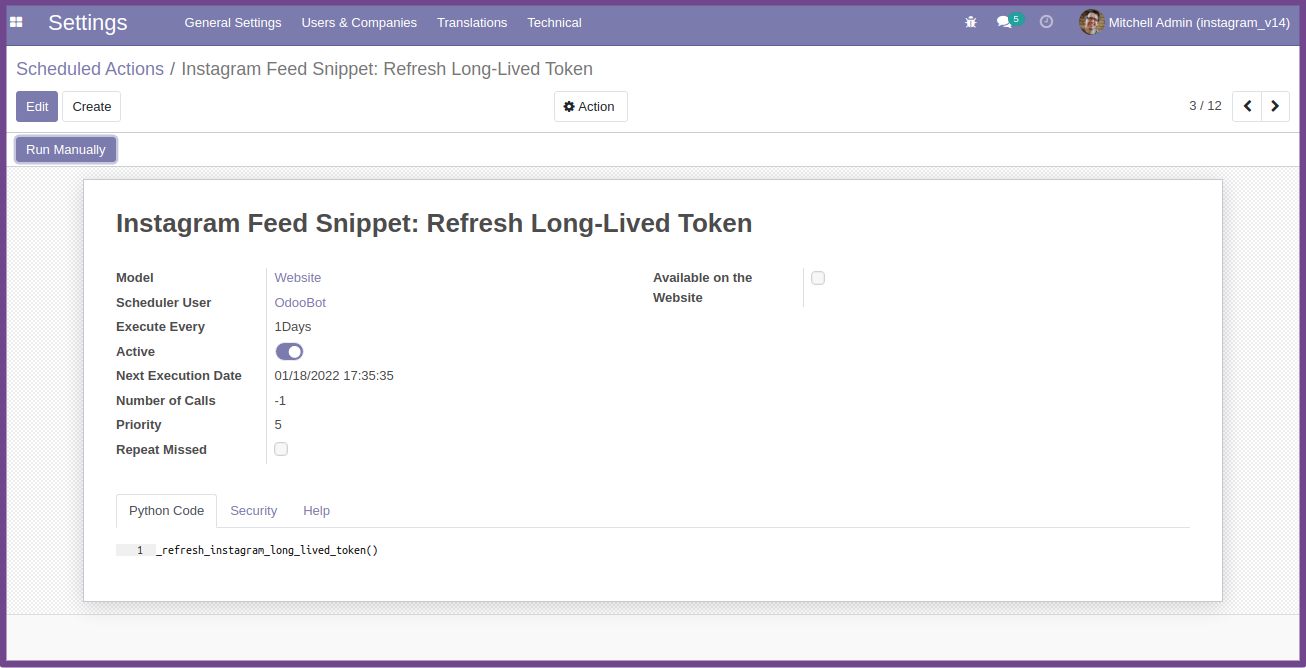 Settings General Settings Users & Companies Translations Technical 5 Mitchell Admin (instagram_v14)
Scheduled Actions / Instagram Feed Snippet: Refresh Long-Lived Token
Edit Create Action 3 / 12
Run Manually
Instagram Feed Snippet: Refresh Long-Lived Token
Model Website
Scheduler User OdooBot
Execute Every 1Days
Active
Next Execution Date 01/18/2022 17:35:35
Number of Calls -1
Priority 5
Repeat Missed
Available on the
Website
Python Code Security Help
1 _refresh_instagram_long_lived_token()